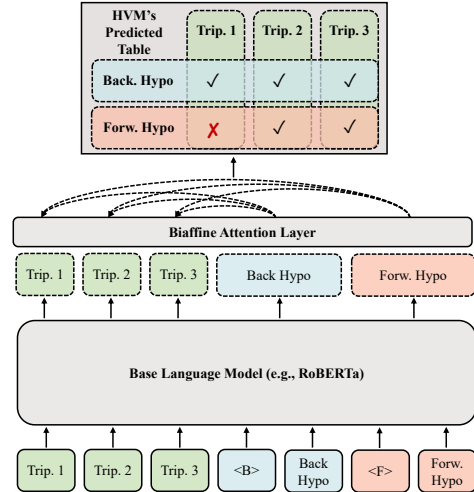 HVM's Predicted Table
Trip. 1 Trip. 2 Trip. 3
Back. Hypo ✓ ✓ ✓
Forw. Hypo ✗ ✓ ✓
Biaffine Attention Layer
Trip. 1 Trip. 2 Trip. 3 Back Hypo Forw. Hypo
Base Language Model (e.g., RoBERTa)
Trip. 1 Trip. 2 Trip. 3 <B> Back Hypo <F> Forw. Hypo